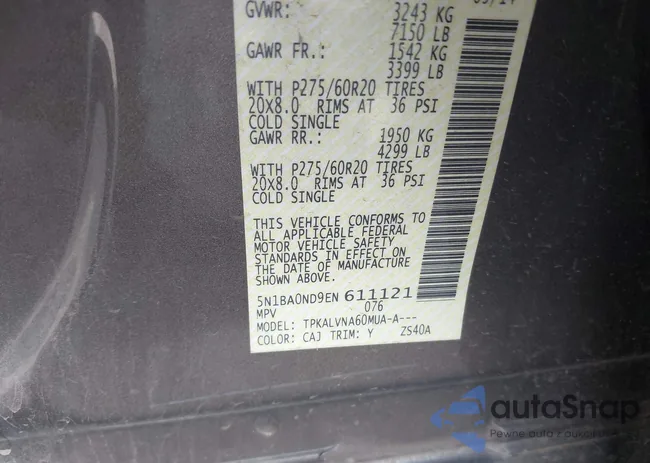 GVWR: 3243 KG
7150 LB
GAWR FR.: 1542 KG
3399 LB
WITH P275/60R20 TIRES
20X8.0 RIMS AT 36 PSI
COLD SINGLE
GAWR RR.: 1950 KG
4299 LB
WITH P275/60R20 TIRES
20X8.0 RIMS AT 36 PSI
COLD SINGLE
THIS VEHICLE CONFORMS TO
ALL APPLICABLE FEDERAL
MOTOR VEHICLE SAFETY
STANDARDS IN EFFECT ON
THE DATE OF MANUFACTURE
SHOWN ABOVE.
5N1BA0ND9EN 611121
MPV 076
MODEL: TPKALVNA60MUA-A---
COLOR: CAJ TRIM: Y ZS40A
autaSnap
Pewne auto z aukcji